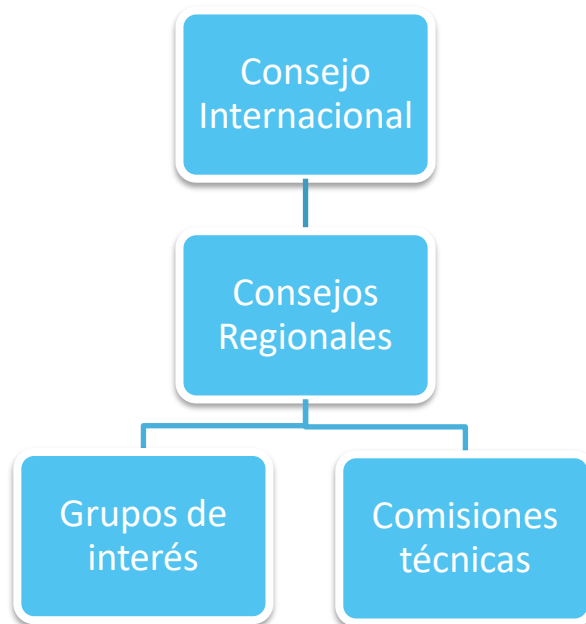 Consejo
Internacional
Consejos
Regionales
Grupos de
interés
Comisiones
técnicas